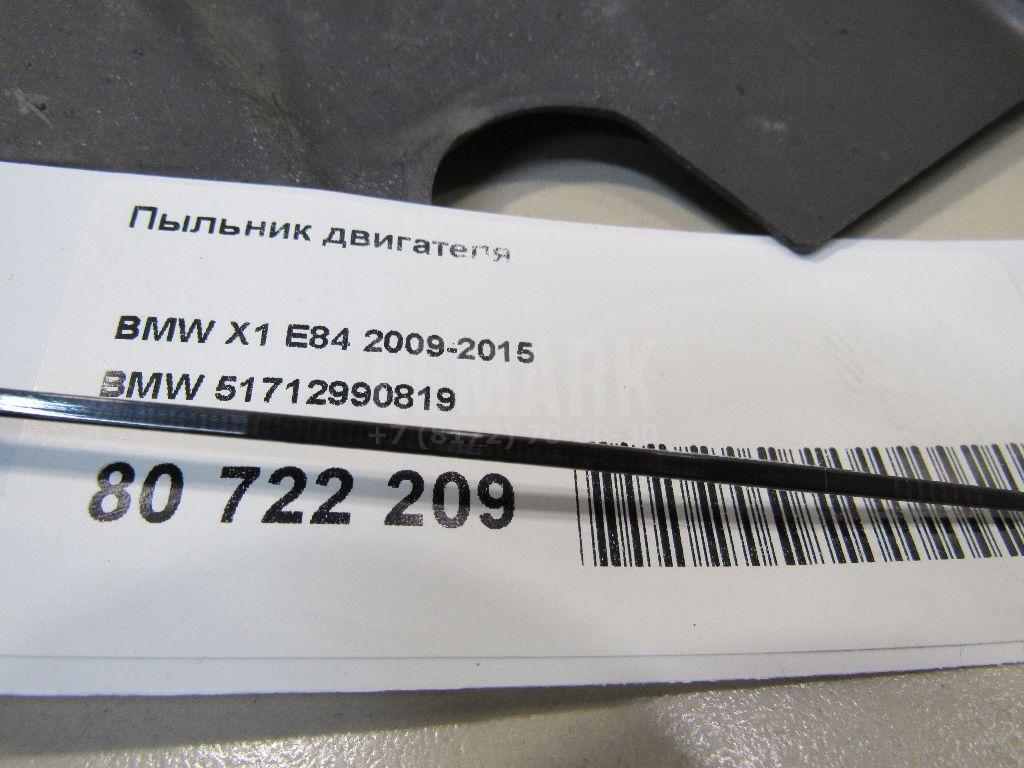 Пыльник двигателя
BMW X1 E84 2009-2015
BMW 51712990819
80 722 209